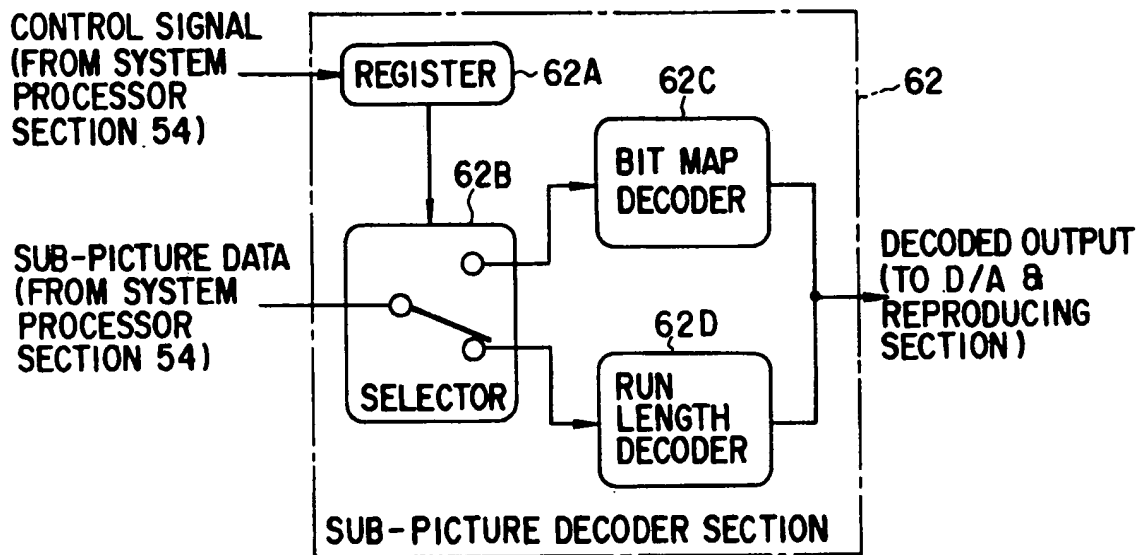 CONTROL SIGNAL
(FROM SYSTEM
PROCESSOR
SECTION 54)
REGISTER
62A
62B
62C
62
BIT MAP
DECODER
SUB-PICTURE DATA
(FROM SYSTEM
PROCESSOR
SECTION 54)
SELECTOR
62D
RUN
LENGTH
DECODER
DECODED OUTPUT
(TO D/A &
REPRODUCING
SECTION)
SUB-PICTURE DECODER SECTION